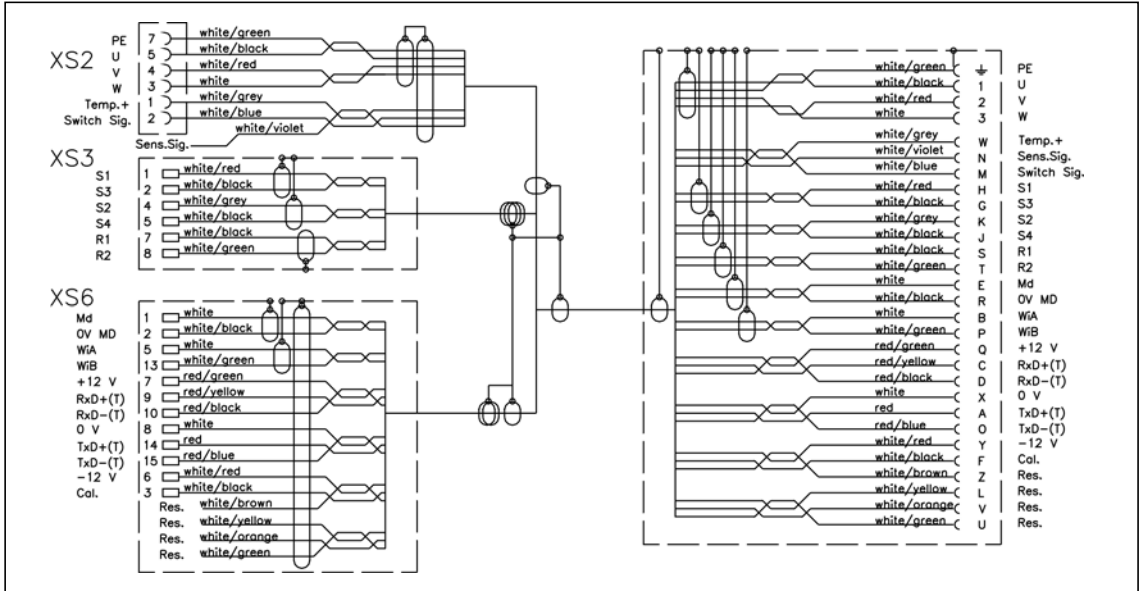 XS2
PE 7 white/green
U 5 white/black
V 4 white/red
W 3 white
Temp.+ 1 white/grey
Switch Sig. 2 white/blue
Sens.Sig. white/violet
XS3
S1 1 white/red
S3 2 white/black
S2 4 white/grey
S4 5 white/black
R1 7 white/black
R2 8 white/green
XS6
Md 1 white
0V MD 2 white/black
WiA 5 white
WiB 13 white/green
+12 V 7 red/green
RxD+(T) 9 red/yellow
RxD-(T) 10 red/black
0 V 8 white
TxD+(T) 14 red
TxD-(T) 15 red/blue
-12 V 6 white/red
Cal. 3 white/black
Res. white/brown
Res. white/yellow
Res. white/orange
Res. white/green
white/green PE
white/black 1 U
white/red 2 V
white 3 W
white/grey W Temp.+
white/violet N Sens.Sig.
white/blue M Switch Sig.
white/red H S1
white/black G S3
white/grey K S2
white/black J S4
white/black S R1
white/green T R2
white E Md
white/black R 0V MD
white B WiA
white/green P WiB
red/green Q +12 V
red/yellow C RxD+(T)
red/black D RxD-(T)
white X 0 V
red A TxD+(T)
red/blue O TxD-(T)
white/red Y -12 V
white/black F Cal.
white/brown Z Res.
white/yellow L Res.
white/orange V Res.
white/green U Res.